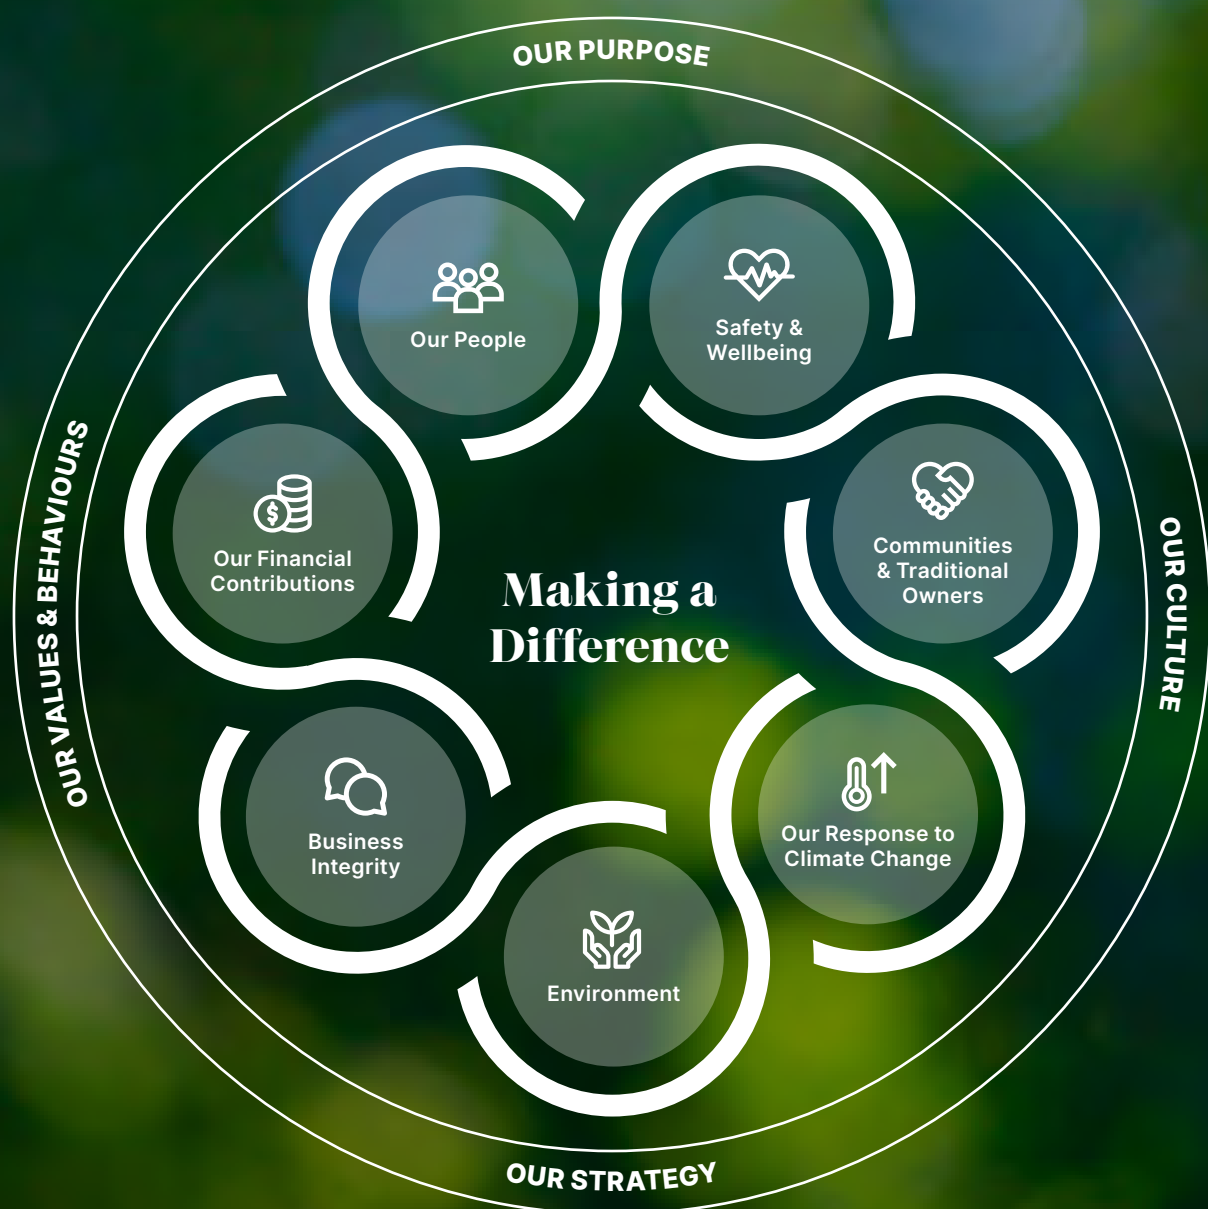 OUR PURPOSE
Our People
Safety &
Wellbeing
Our Financial
Contributions
Communities
& Traditional
Owners
Making a
Difference
Business
Integrity
Our Response to
Climate Change
Environment
OUR VALUES & BEHAVIOURS
OUR CULTURE
OUR STRATEGY
$